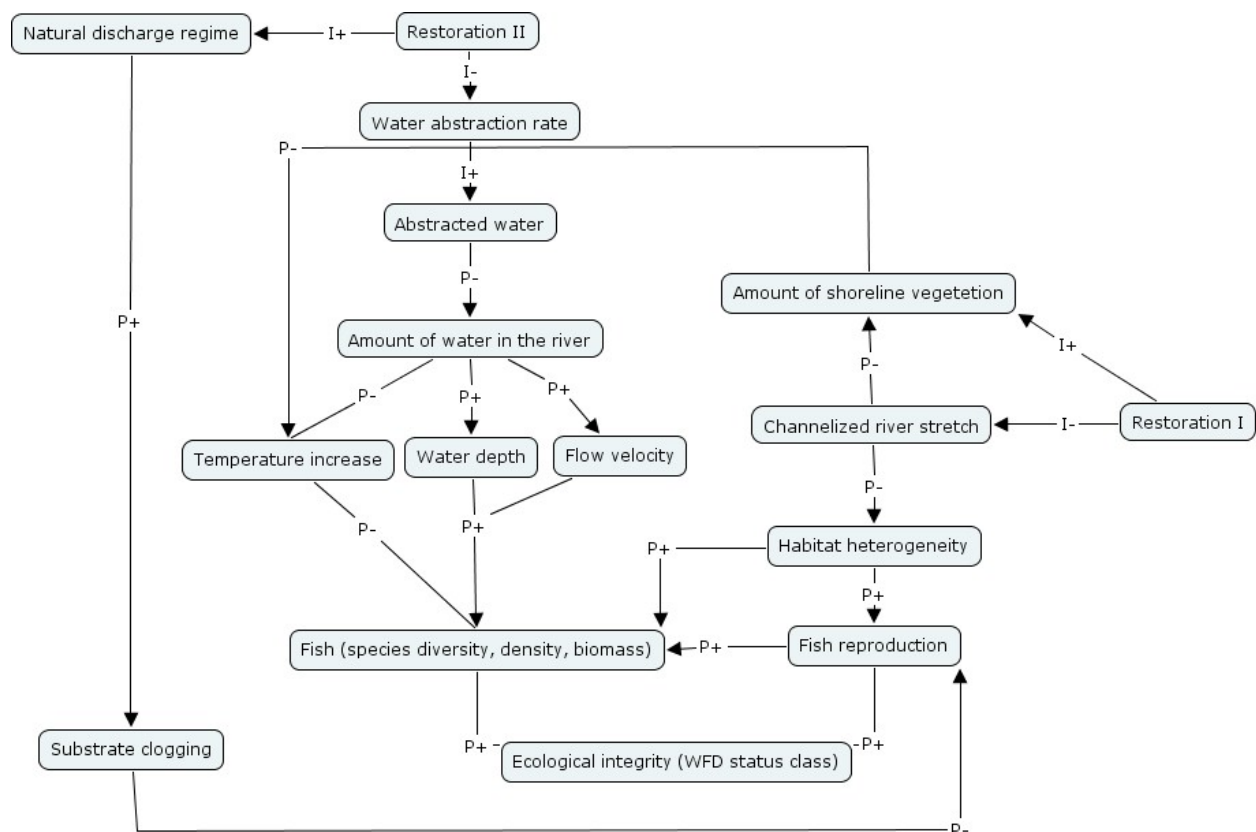 Natural discharge regime
I+
Restoration II
I-
Water abstraction rate
P-
I+
Abstracted water
P-
Amount of shoreline vegetetion
P+
Amount of water in the river
I+
P-
P-
P+
P+
Channelized river stretch
I-
Restoration I
Temperature increase
Water depth
Flow velocity
P-
P-
P+
Habitat heterogeneity
P+
P+
Fish (species diversity, density, biomass)
P+
Fish reproduction
Substrate clogging
P+
Ecological integrity (WFD status class)
P+
P-